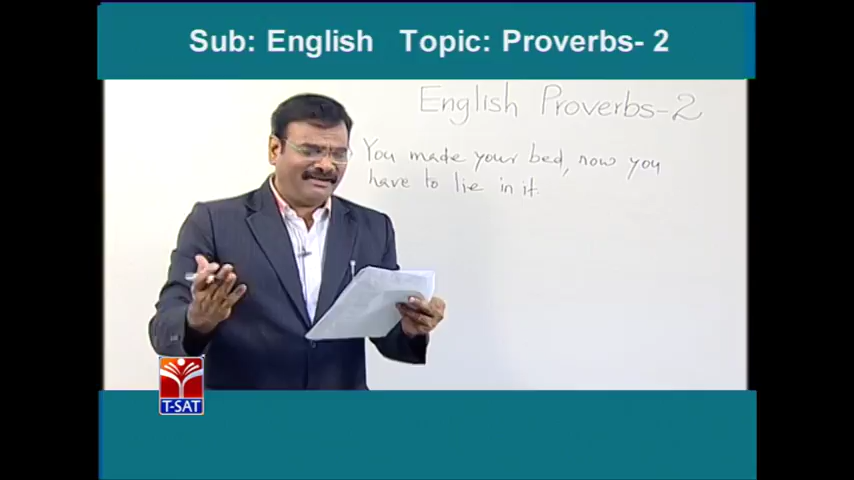 Sub: English Topic: Proverbs- 2
English Proverbs-2
You made your bed, now you
have to lie in it.
T-SAT